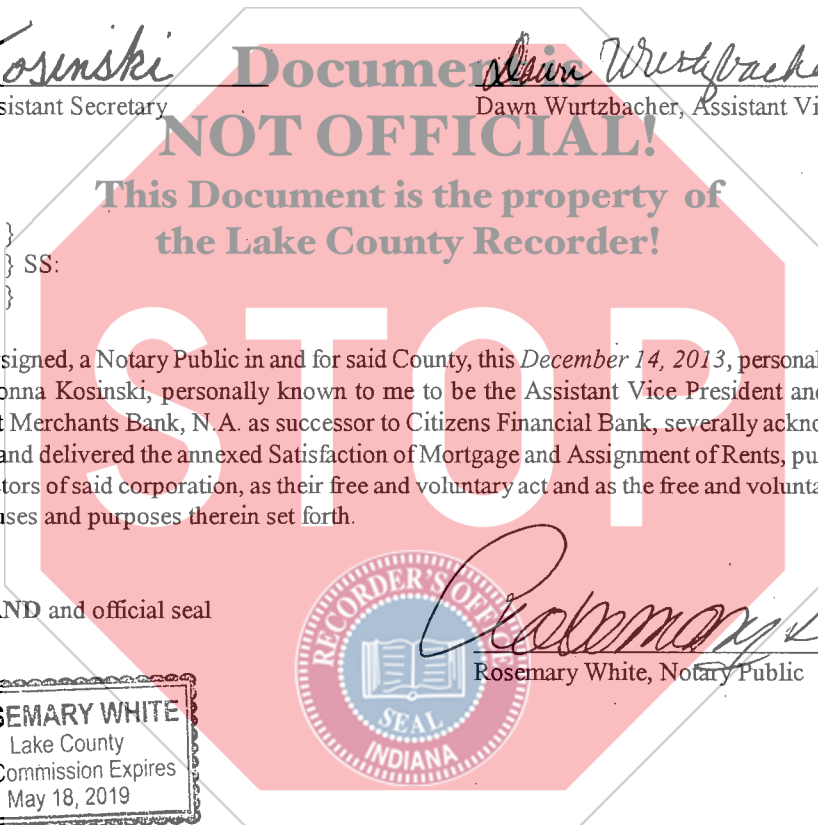 Kosinski Dawn Wurtzbacher
sistant Secretary Dawn Wurtzbacher, Assistant Vi
Document is
NOT OFFICIAL!
This Document is the property of
the Lake County Recorder!
}
} SS:
}
STOP
signed, a Notary Public in and for said County, this December 14, 2013, personal
onna Kosinski, personally known to me to be the Assistant Vice President and
t Merchants Bank, N.A. as successor to Citizens Financial Bank, severally ackno
and delivered the annexed Satisfaction of Mortgage and Assignment of Rents, pu
tors of said corporation, as their free and voluntary act and as the free and volunta
uses and purposes therein set forth.
AND and official seal
Rosemary
Rosemary White, Notary Public
RECORDER'S OFFICE
SEAL
INDIANA
SEMARY WHITE
Lake County
Commission Expires
May 18, 2019